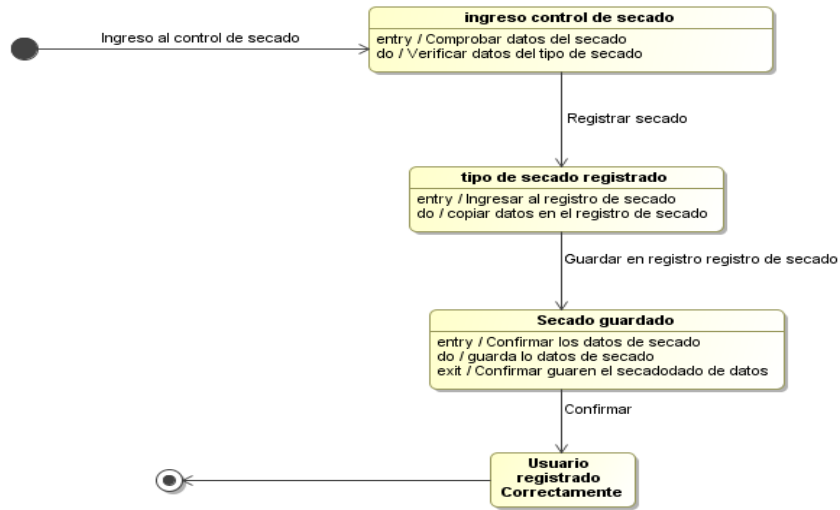 ingreso control de secado
Ingreso al control de secado
entry / Comprobar datos del secado
do / Verificar datos del tipo de secado
Registrar secado
tipo de secado registrado
entry / Ingresar al registro de secado
do / copiar datos en el registro de secado
Guardar en registro registro de secado
Secado guardado
entry / Confirmar los datos de secado
do / guarda lo datos de secado
exit / Confirmar guaren el secadodado de datos
Confirmar
Usuario
registrado
Correctamente